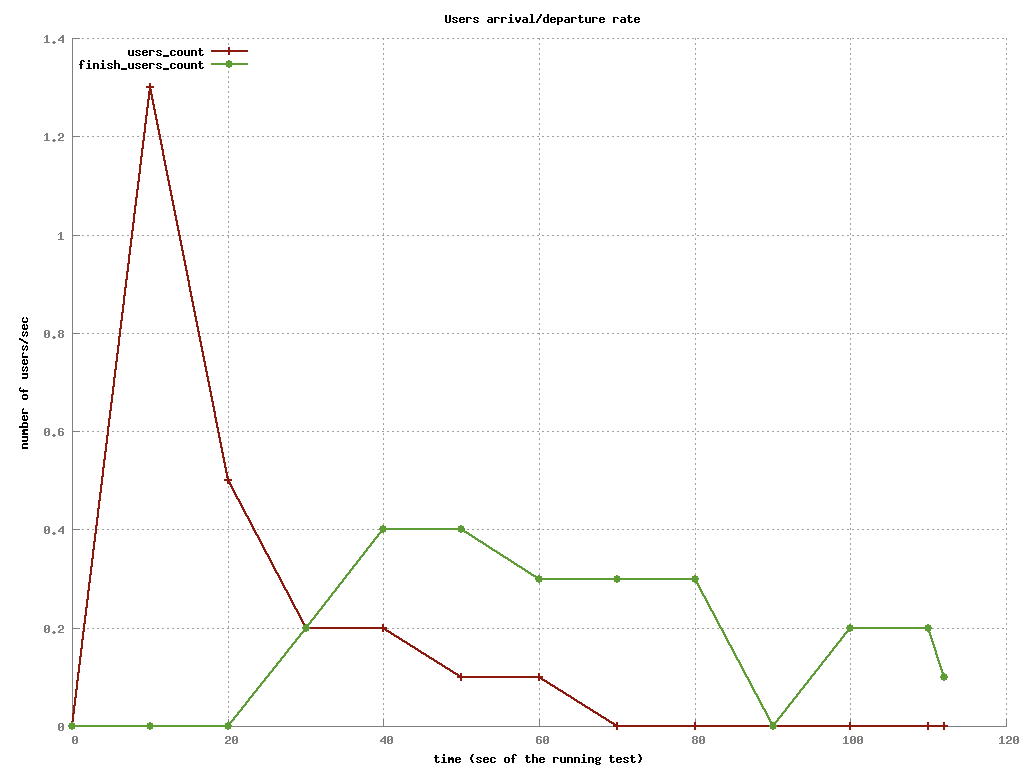 Users arrival/departure rate
users_count
finish_users_count
1.4
1.2
1
0.8
0.6
0.4
0.2
0
number of users/sec
0 20 40 60 80 100 120
time (sec of the running test)